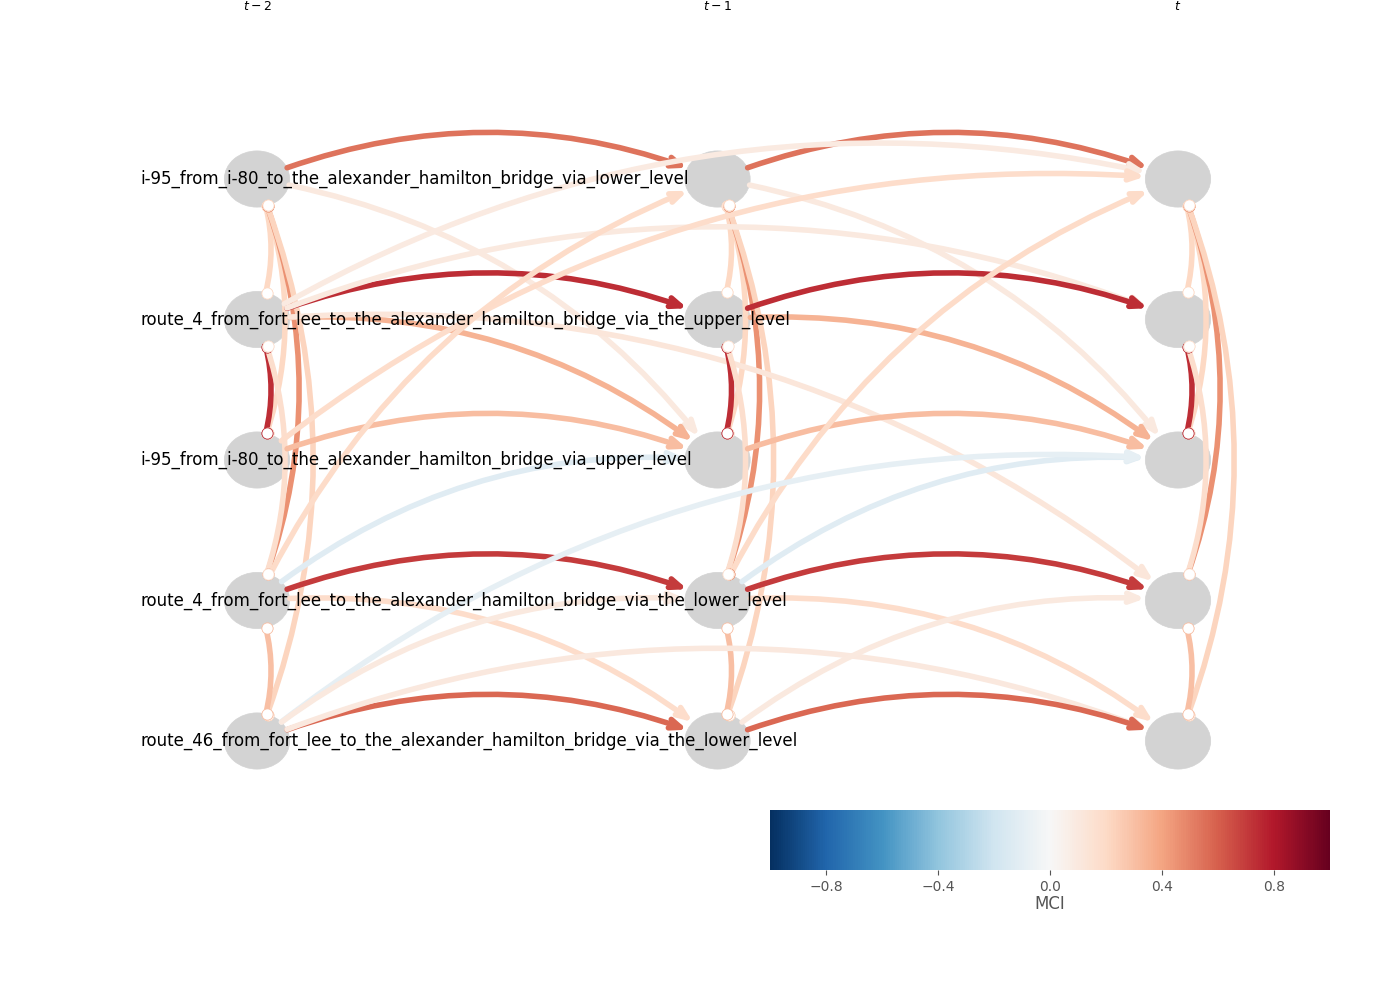 t − 2 t − 1 t
i-95_from_i-80_to_the_alexander_hamilton_bridge_via_lower_level
route_4_from_fort_lee_to_the_alexander_hamilton_bridge_via_the_upper_level
i-95_from_i-80_to_the_alexander_hamilton_bridge_via_upper_level
route_4_from_fort_lee_to_the_alexander_hamilton_bridge_via_the_lower_level
route_46_from_fort_lee_to_the_alexander_hamilton_bridge_via_the_lower_level
−0.8 −0.4 0.0 0.4 0.8
MCI